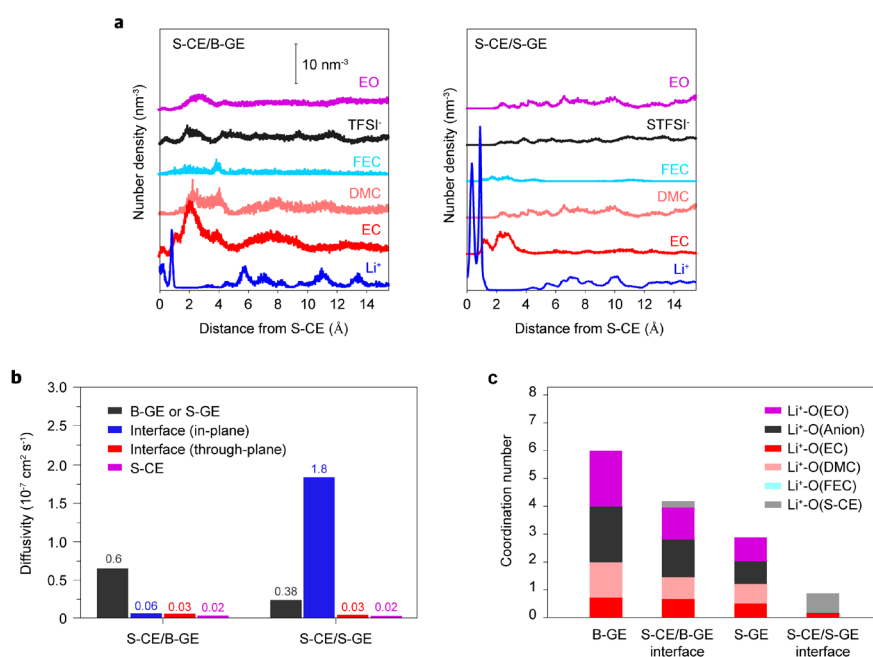 a
S-CE/B-GE
10 nm⁻³
EO
TFSI⁻
FEC
DMC
EC
Li⁺
Nunber density (nm⁻³)
0 2 4 6 8 10 12 14
Distance from S-CE (Å)
S-CE/S-GE
EO
STFSI⁻
FEC
DMC
EC
Li⁺
Nunber density (nm⁻³)
0 2 4 6 8 10 12 14
Distance from S-CE (Å)
b
3.0
2.5
2.0
1.5
1.0
0.5
0
Diffusivity (10⁻⁷ cm² s⁻¹)
B-GE or S-GE
Interface (in-plane)
Interface (through-plane)
S-CE
0.6
0.06
0.03
0.02
0.38
1.8
0.03
0.02
S-CE/B-GE
S-CE/S-GE
c
8
7
6
5
4
3
2
1
0
Coordination number
Li⁺-O(EO)
Li⁺-O(Anion)
Li⁺-O(EC)
Li⁺-O(DMC)
Li⁺-O(FEC)
Li⁺-O(S-CE)
B-GE
S-CE/B-GE
interface
S-GE
S-CE/S-GE
interface